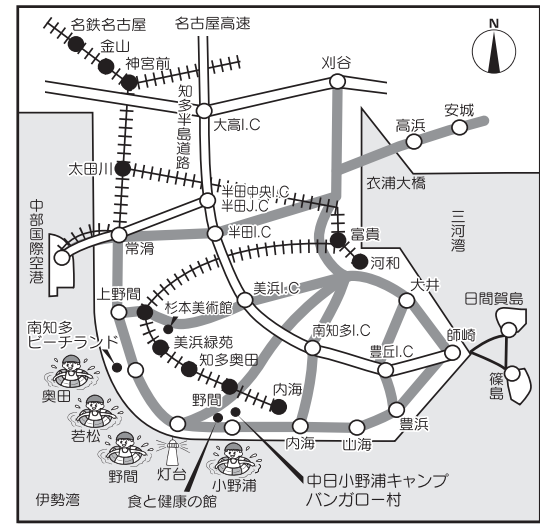 名鉄名古屋
名古屋高速
N
金山
神宮前
刈谷
知多半島道路
大高I.C
高浜
安城
太田川
衣浦大橋
半田中央I.C
半田J.C
中部国際空港
三河湾
常滑
半田I.C
富貴
河和
上野間
杉本美術館
美浜I.C
大井
日間賀島
南知多
ビーチランド
美浜緑苑
南知多I.C
師崎
知多奥田
豊丘I.C
篠島
奥田
野間
内海
若松
豊浜
内海
山海
野間
灯台
小野浦
中日小野浦キャンプ
バンガロー村
伊勢湾
食と健康の館